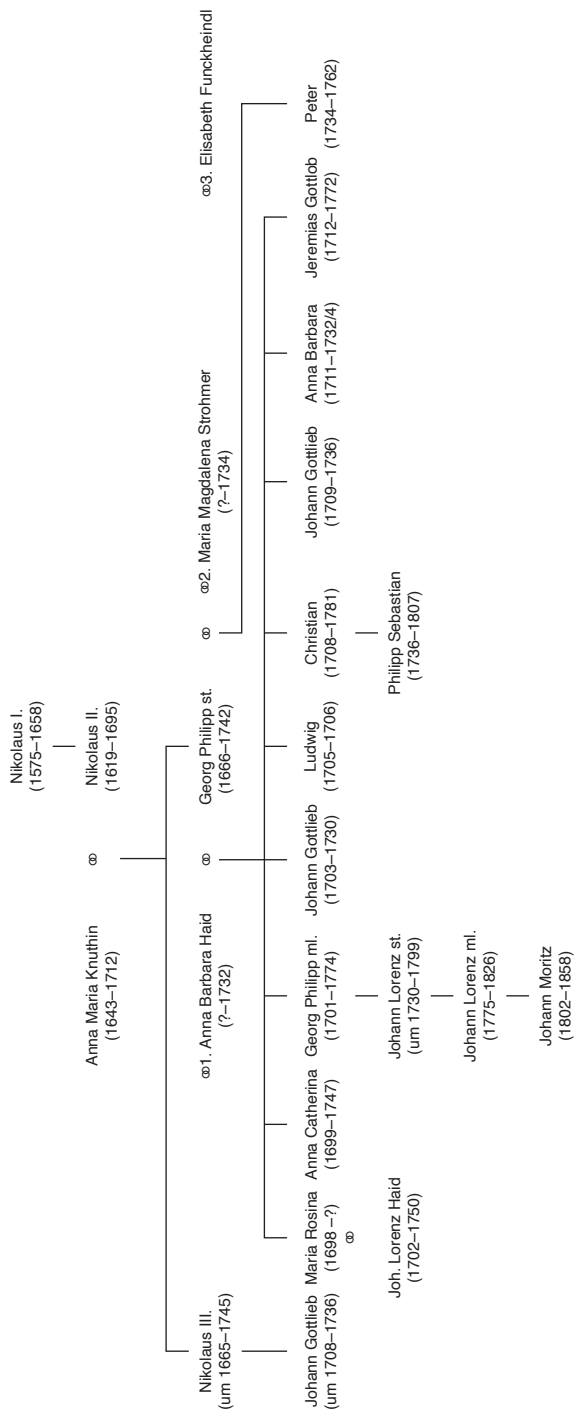 Nikolaus I.
(1575–1658)
Anna Maria Knuthin
(1643–1712)
⚭
Nikolaus II.
(1619–1695)
Nikolaus III.
(um 1665–1745)
⚭1. Anna Barbara Haid
(?–1732)
⚭
Georg Philipp st.
(1666–1742)
⚭
⚭2. Maria Magdalena Strohmer
(?–1734)
⚭3. Elisabeth Funckheindl
Johann Gottlieb
(um 1708–1736)
Maria Rosina
(1698 –?)
⚭
Joh. Lorenz Haid
(1702–1750)
Anna Catherina
(1699–1747)
Georg Philipp ml.
(1701–1774)
Johann Lorenz st.
(um 1730–1799)
Johann Lorenz ml.
(1775–1826)
Johann Moritz
(1802–1858)
Johann Gottlieb
(1703–1730)
Ludwig
(1705–1706)
Christian
(1708–1781)
Philipp Sebastian
(1736–1807)
Johann Gottlieb
(1709–1736)
Anna Barbara
(1711–1732/4)
Jeremias Gottlob
(1712–1772)
Peter
(1734–1762)